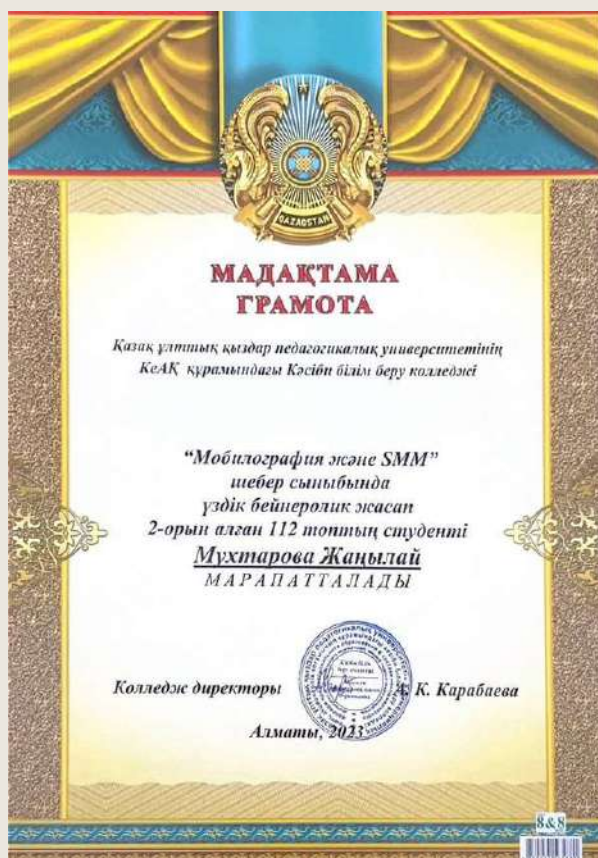 QAZAQSTAN
МАДАҚТАМА
ГРАМОТА
Қазақ ұлттық қыздар педагогикалық университетінің
КеАҚ құрамындағы Кәсіби білім беру колледжі
“Мобилография және SMM”
шебер сыныбында
үздік бейнеролик жасап
2-орын алған 112 топтың студенті
Мұхтарова Жаңылай
МАРАПАТТАЛАДЫ
Колледж директоры А. К. Карабаева
Алматы, 2023
8&8